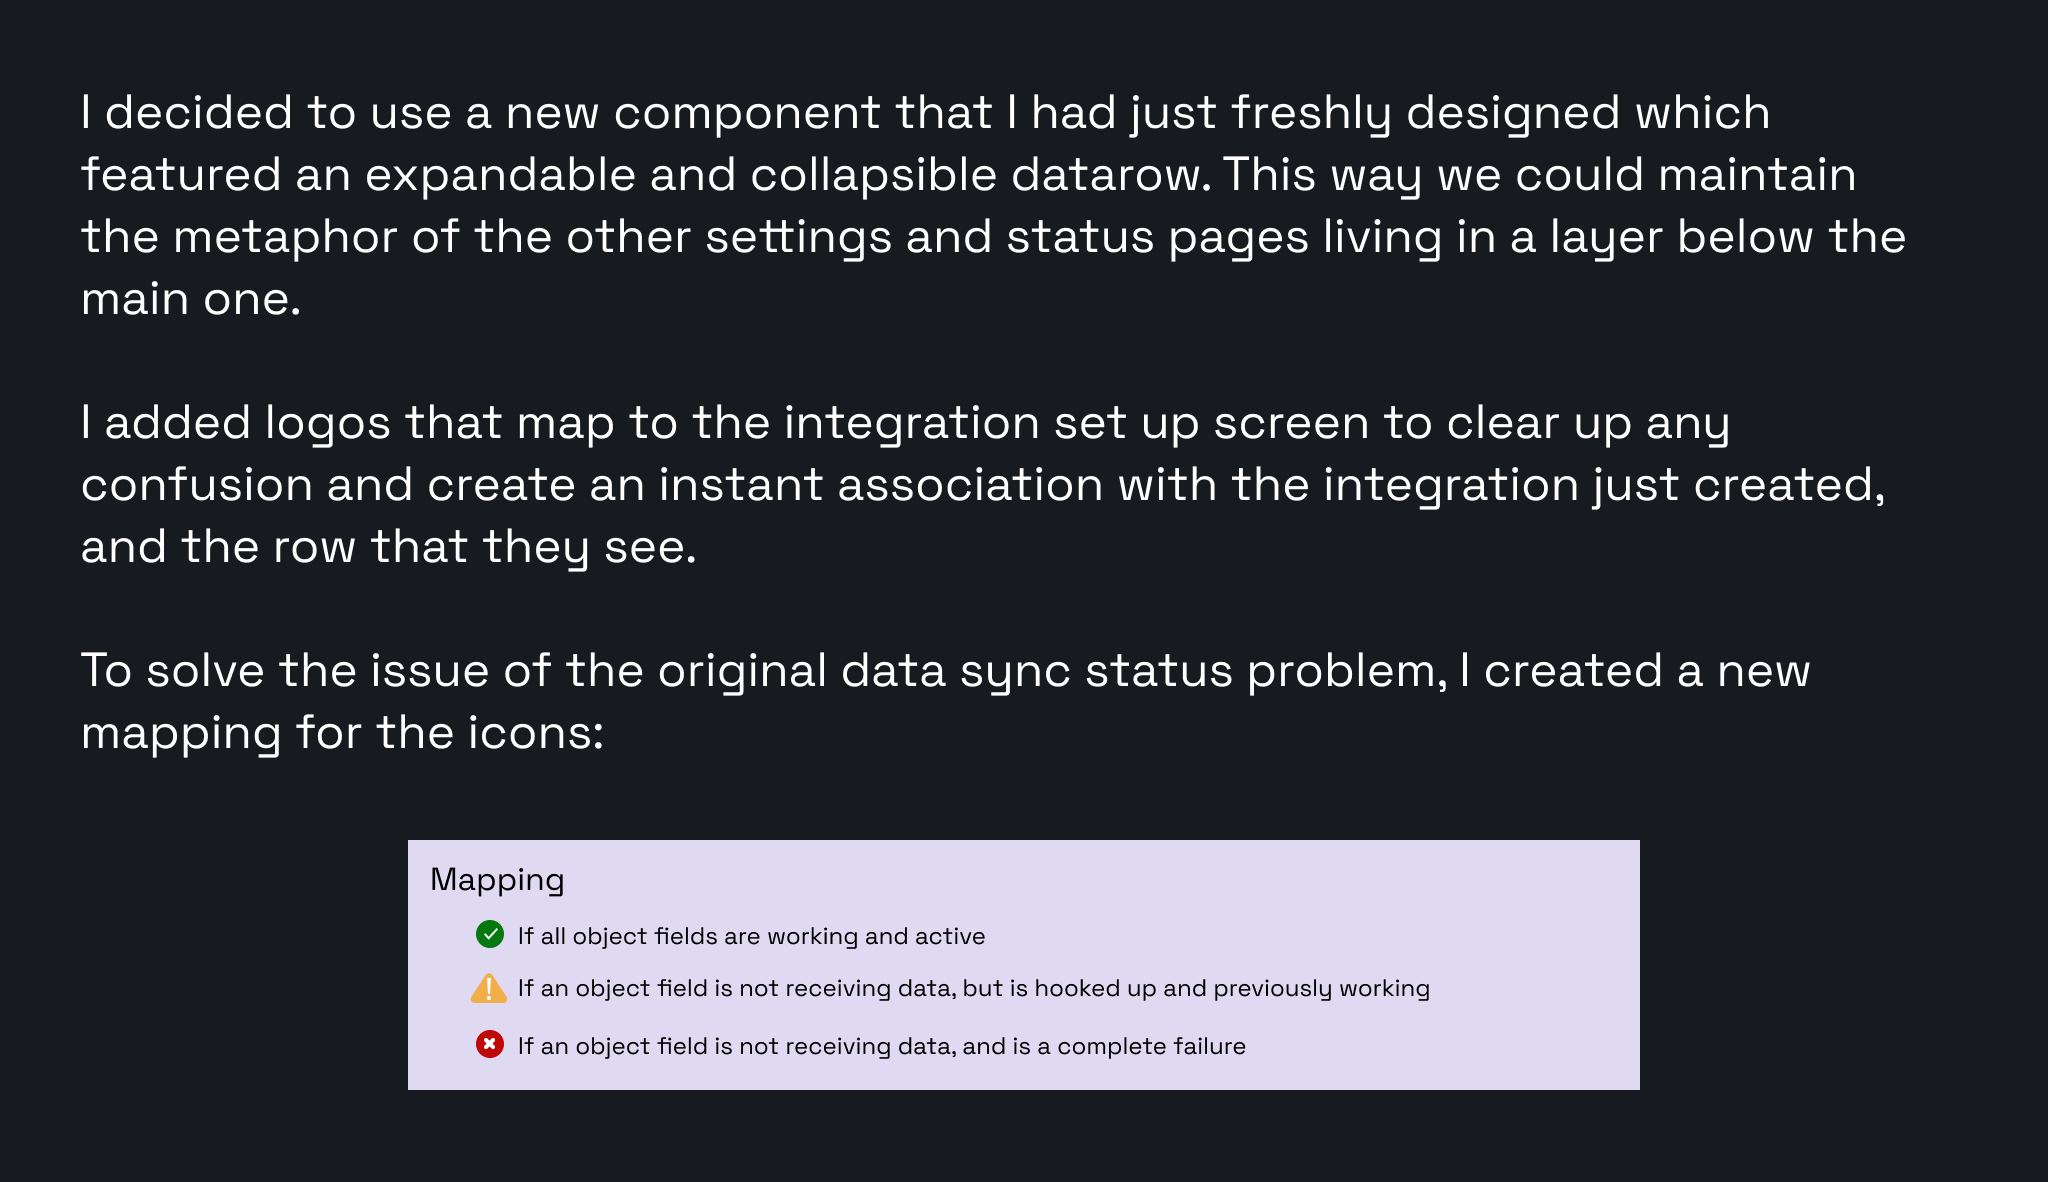 I decided to use a new component that I had just freshly designed which
featured an expandable and collapsible datarow. This way we could maintain
the metaphor of the other settings and status pages living in a layer below the
main one.
I added logos that map to the integration set up screen to clear up any
confusion and create an instant association with the integration just created,
and the row that they see.
To solve the issue of the original data sync status problem, I created a new
mapping for the icons:
Mapping
If all object fields are working and active
If an object field is not receiving data, but is hooked up and previously working
If an object field is not receiving data, and is a complete failure